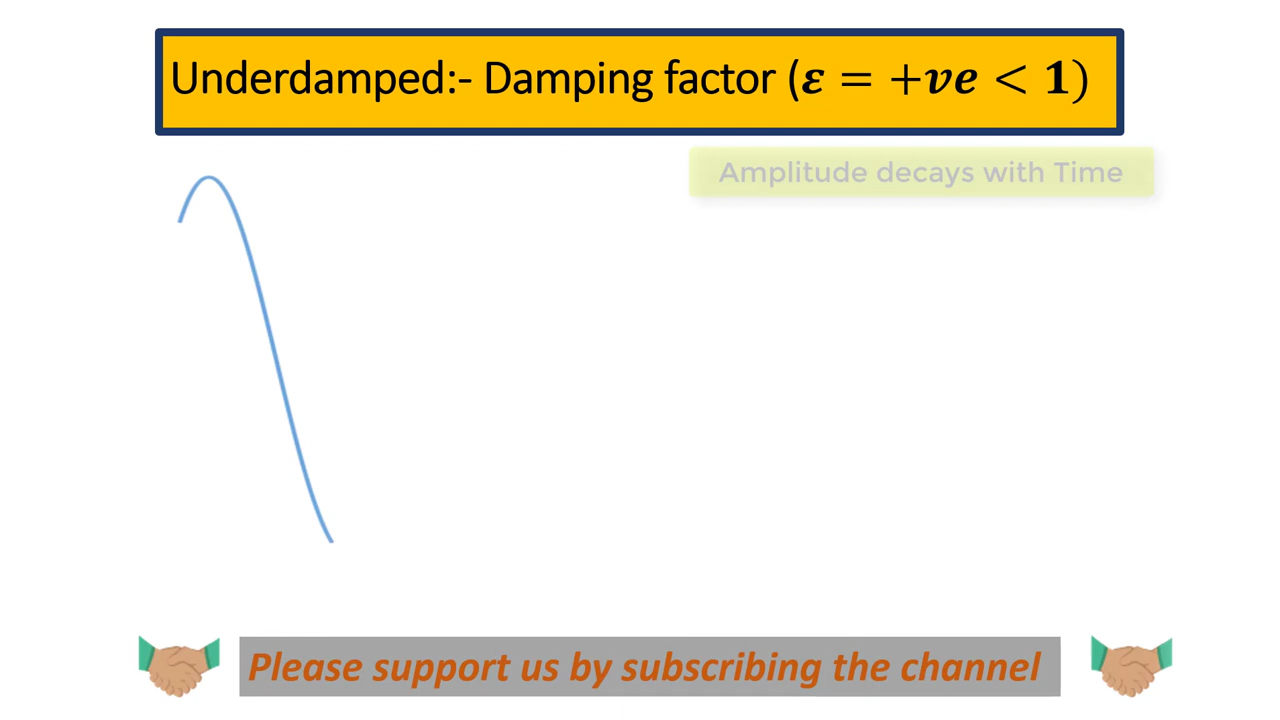 Underdamped:- Damping factor (𝜺 = +𝒗𝒆 < 𝟏)
Amplitude decays with Time
Please support us by subscribing the channel